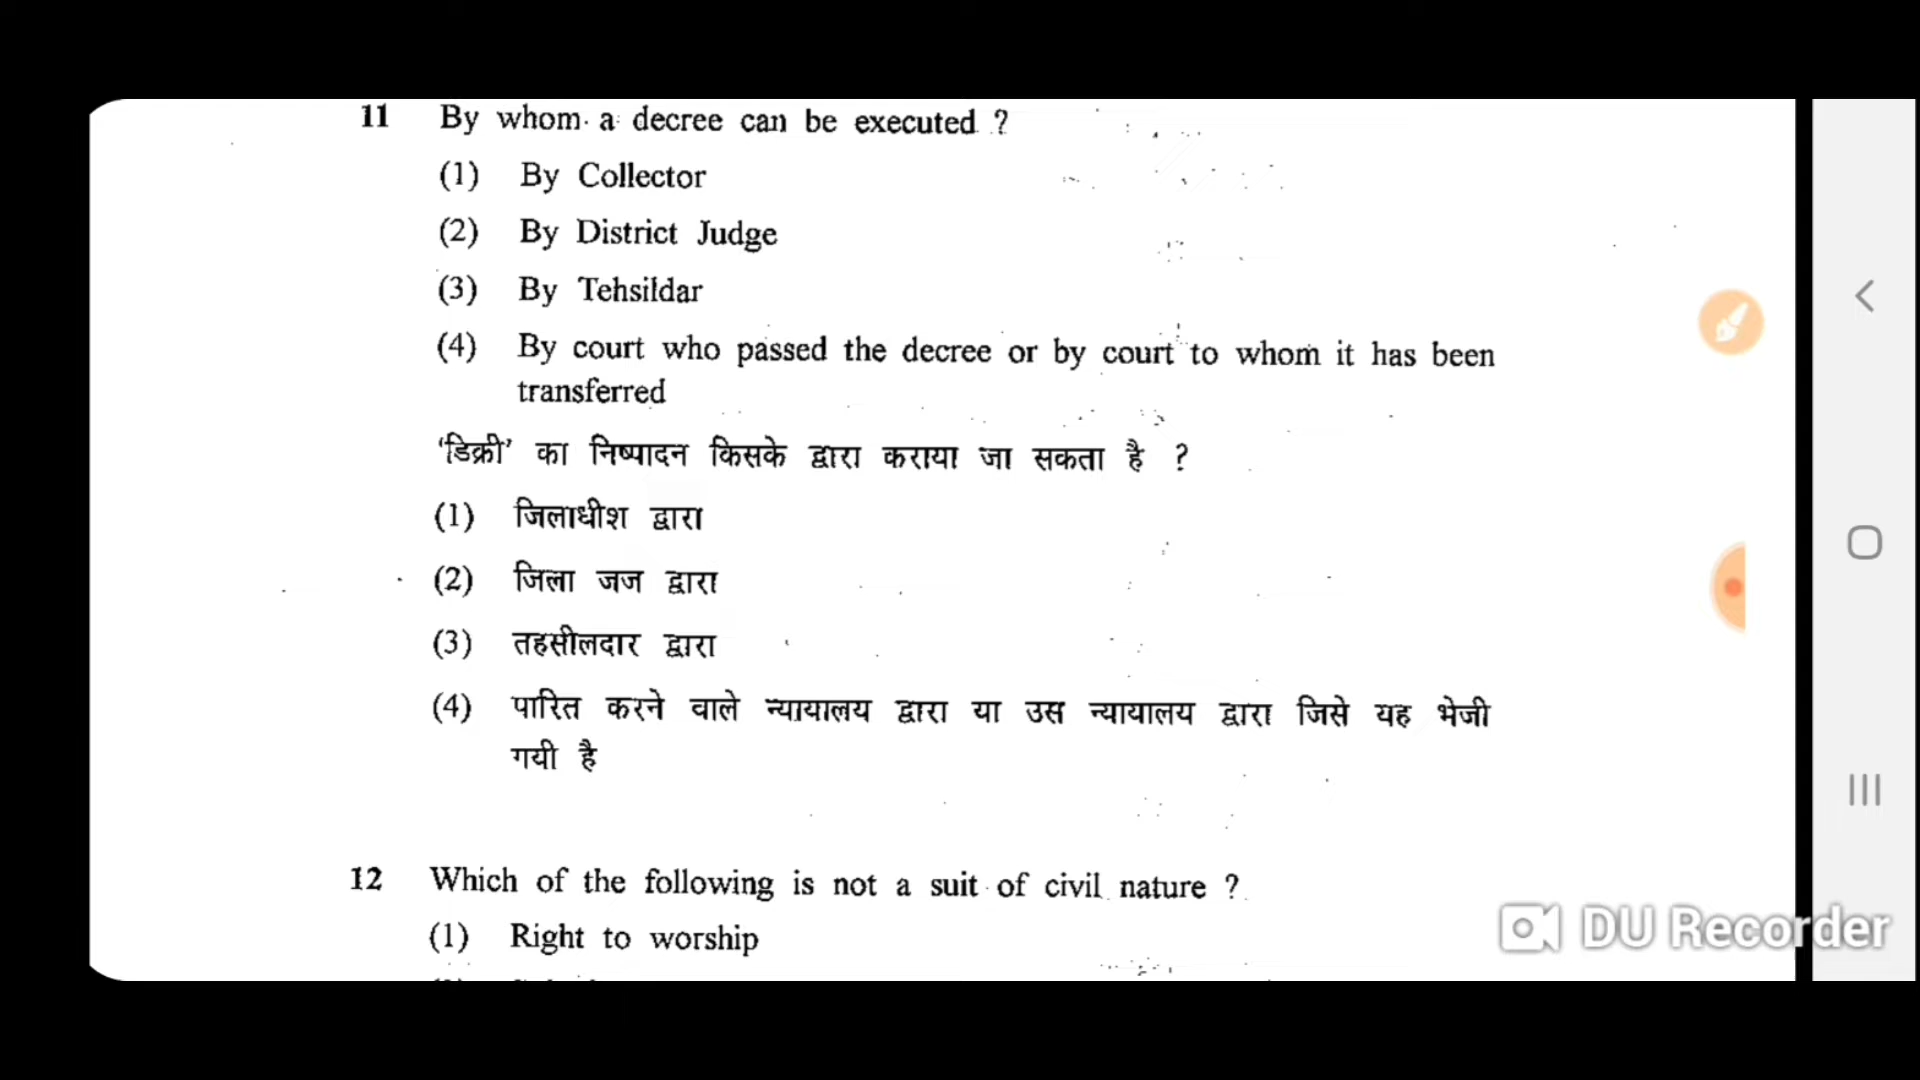 11 By whom a decree can be executed ?
(1) By Collector
(2) By District Judge
(3) By Tehsildar
(4) By court who passed the decree or by court to whom it has been
transferred
'डिक्री' का निष्पादन किसके द्वारा कराया जा सकता है ?
(1) जिलाधीश द्वारा
(2) जिला जज द्वारा
(3) तहसीलदार द्वारा
(4) पारित करने वाले न्यायालय द्वारा या उस न्यायालय द्वारा जिसे यह भेजी
गयी है
12 Which of the following is not a suit of civil nature ?
(1) Right to worship
DU Recorder